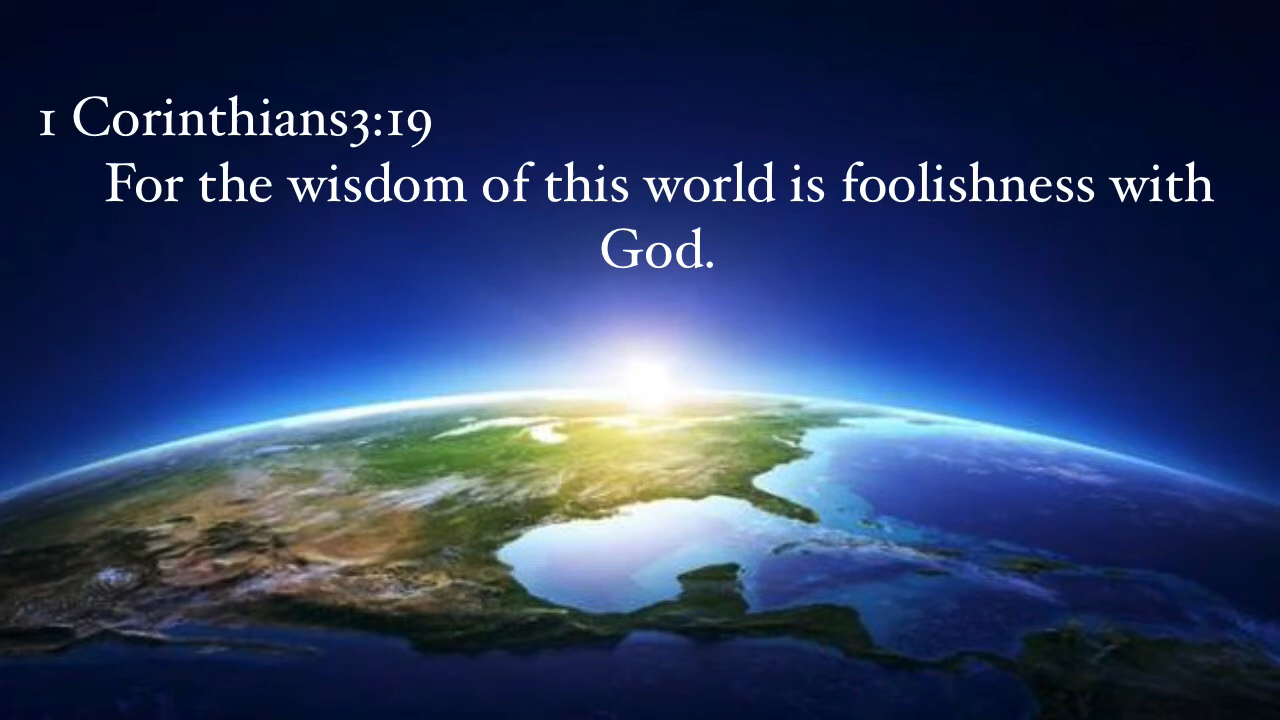 1 Corinthians3:19
For the wisdom of this world is foolishness with
God.